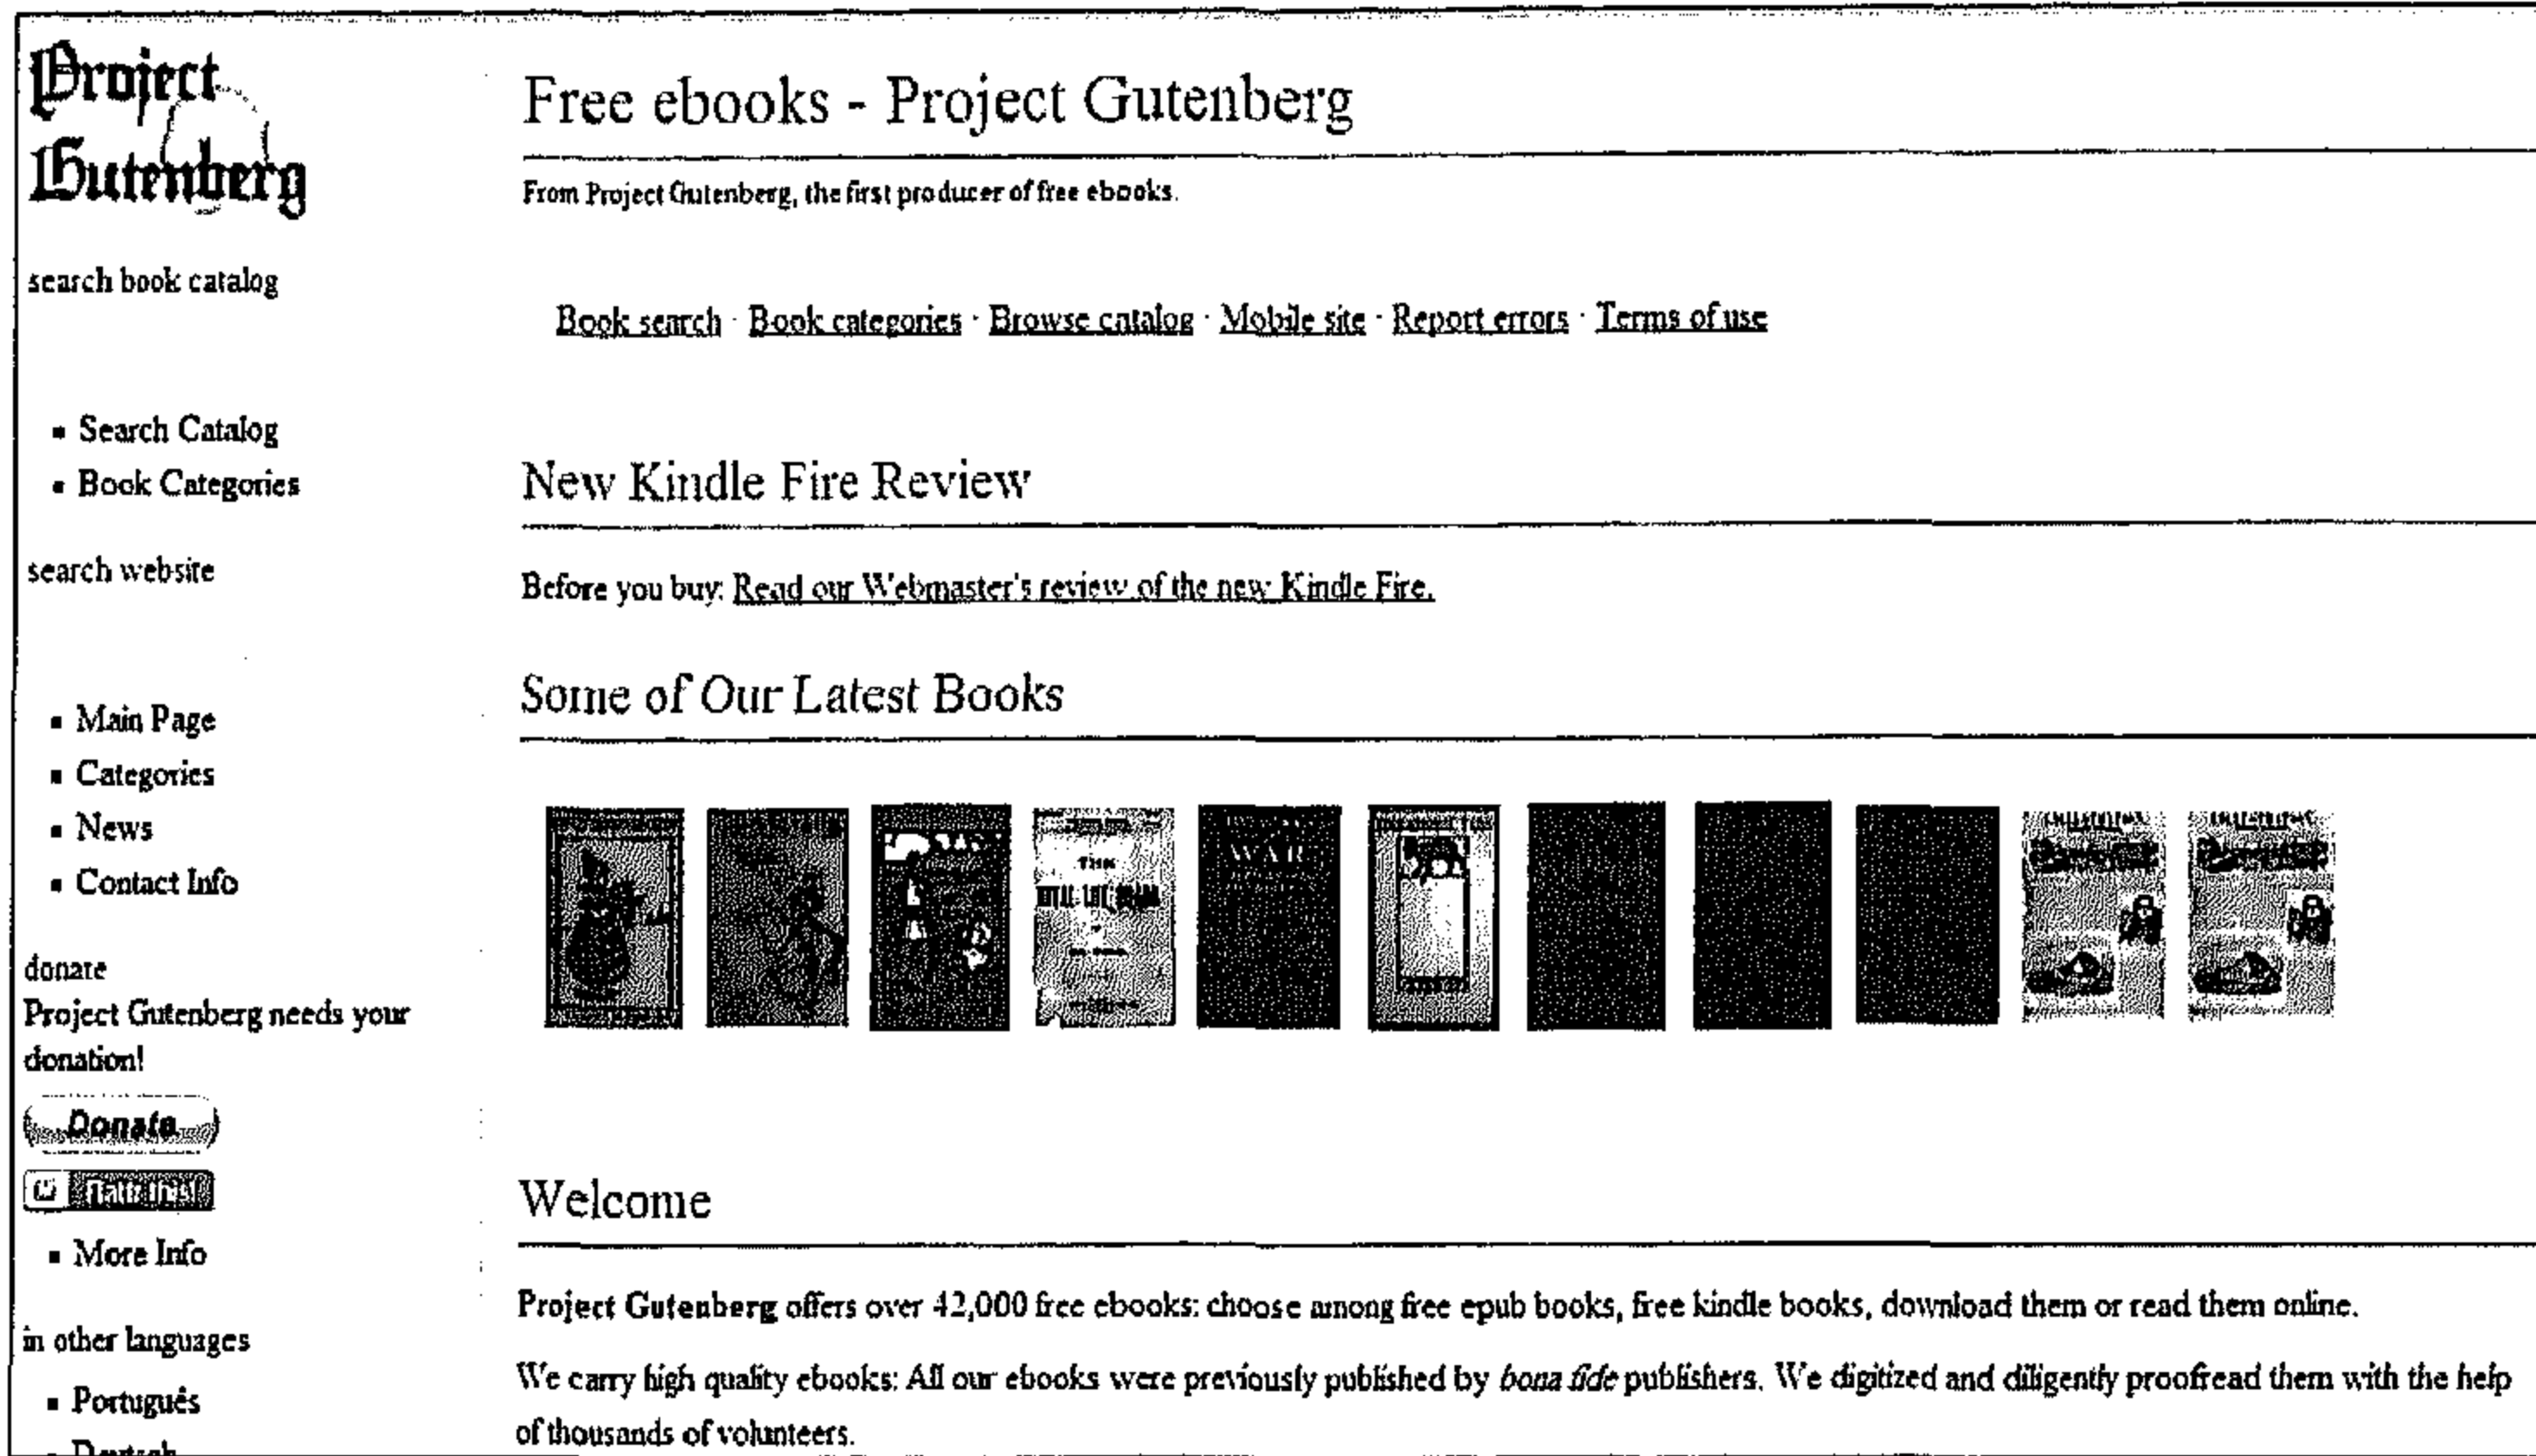 Project
Gutenberg
search book catalog
Search Catalog
Book Categories
search website
Main Page
Categories
News
Contact Info
donate
Project Gutenberg needs your
donation!
Donate
Flattr this!
More Info
in other languages
Português
Deutsch
Free ebooks - Project Gutenberg
From Project Gutenberg, the first producer of free ebooks.
Book search · Book categories · Browse catalog · Mobile site · Report errors · Terms of use
New Kindle Fire Review
Before you buy: Read our Webmaster's review of the new Kindle Fire.
Some of Our Latest Books
THE
WAR
Welcome
Project Gutenberg offers over 42,000 free ebooks: choose among free epub books, free kindle books, download them or read them online.
We carry high quality ebooks: All our ebooks were previously published by bona fide publishers. We digitized and diligently proofread them with the help
of thousands of volunteers.